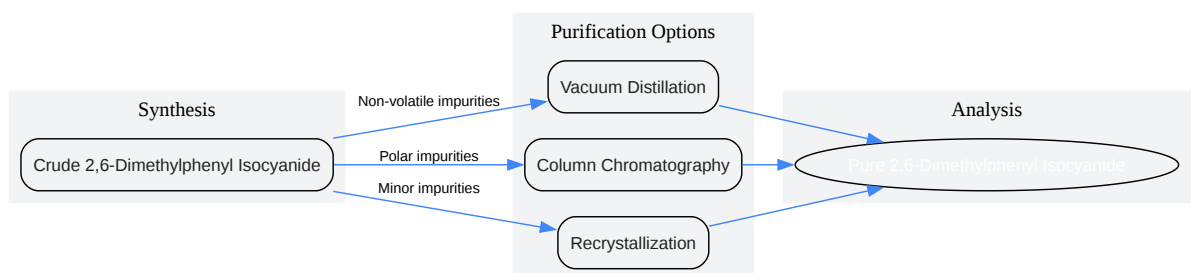 Synthesis
Crude 2,6-Dimethylphenyl Isocyanide
Non-volatile impurities
Polar impurities
Minor impurities
Purification Options
Vacuum Distillation
Column Chromatography
Recrystallization
Analysis
Pure 2,6-Dimethylphenyl Isocyanide